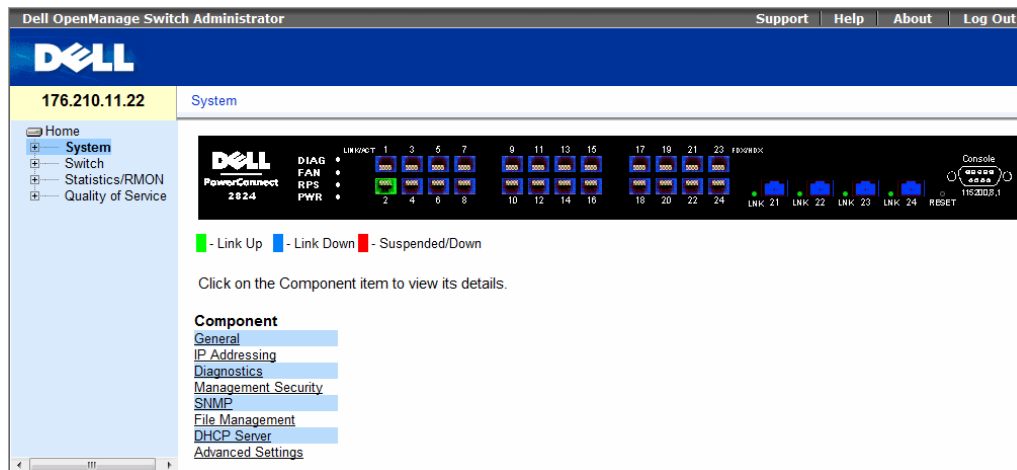 Dell OpenManage Switch Administrator
Support Help About Log Out
DELL
176.210.11.22
System
Home
System
Switch
Statistics/RMON
Quality of Service
DELL
PowerConnect
2824
DIAG
FAN
RPS
PWR
LINK/ACT 1 3 5 7 9 11 13 15 17 19 21 23 FDX/HDX
2 4 6 8 10 12 14 16 18 20 22 24
LNK 21 LNK 22 LNK 23 LNK 24 RESET
Console
115200,8,1
- Link Up - Link Down - Suspended/Down
Click on the Component item to view its details.
Component
General
IP Addressing
Diagnostics
Management Security
SNMP
File Management
DHCP Server
Advanced Settings